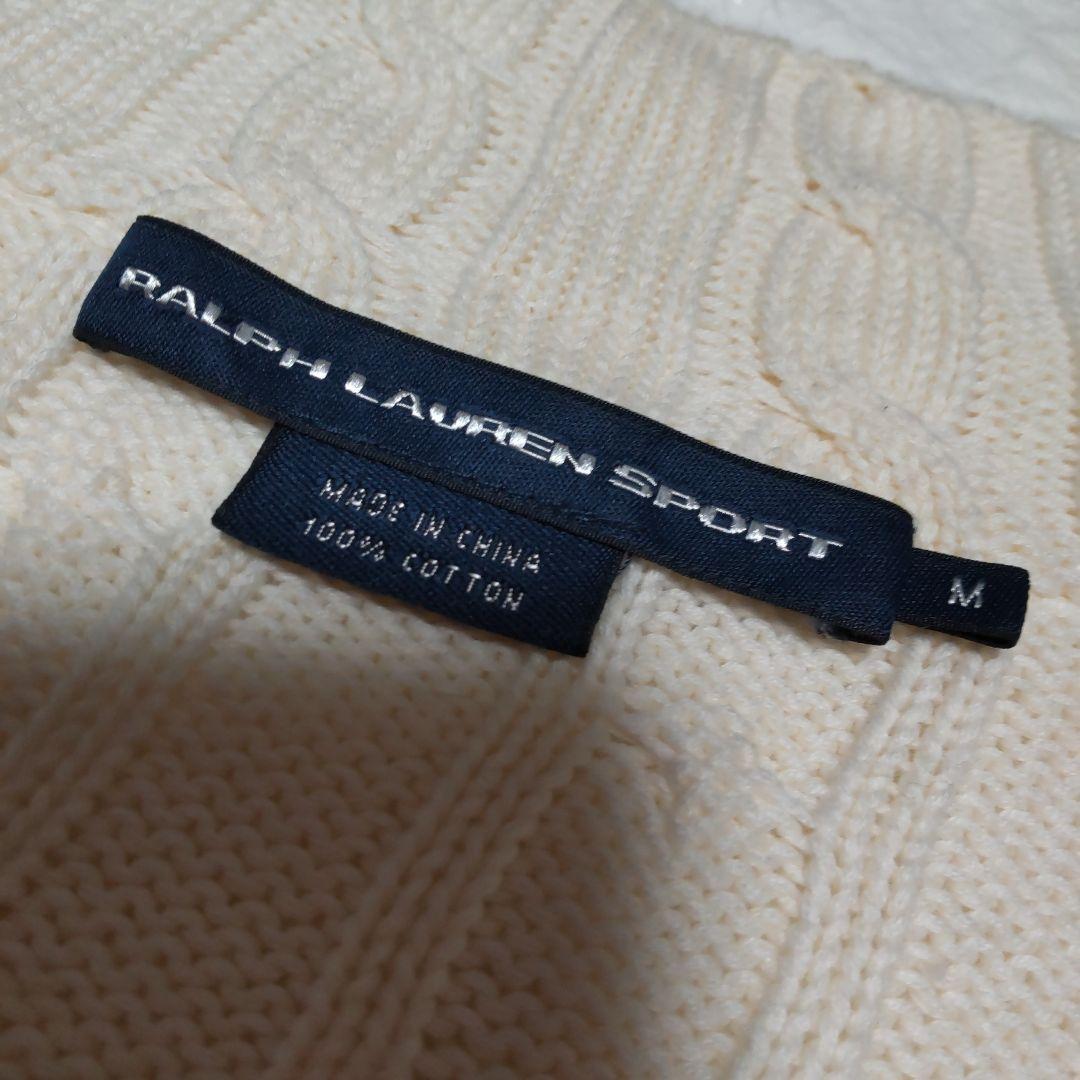 RALPH LAUREN SPORT
M
MADE IN CHINA
100% COTTON